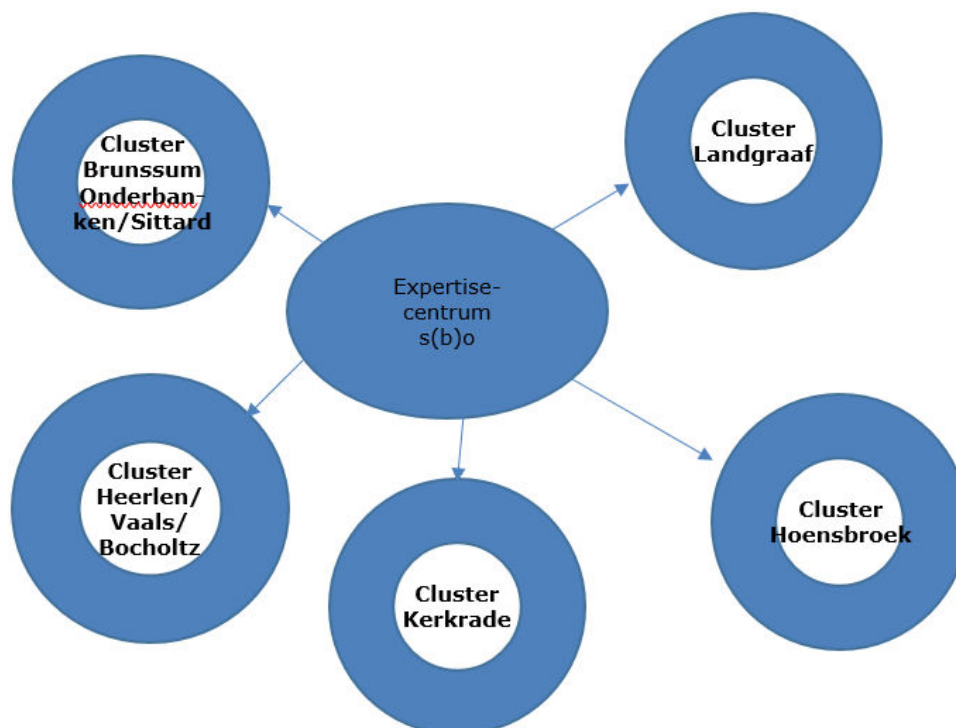 Cluster
Brunssum
Onderban-
ken/Sittard
Cluster
Landgraaf
Expertise-
centrum
s(b)o
Cluster
Heerlen/
Vaals/
Bocholtz
Cluster
Kerkrade
Cluster
Hoensbroek